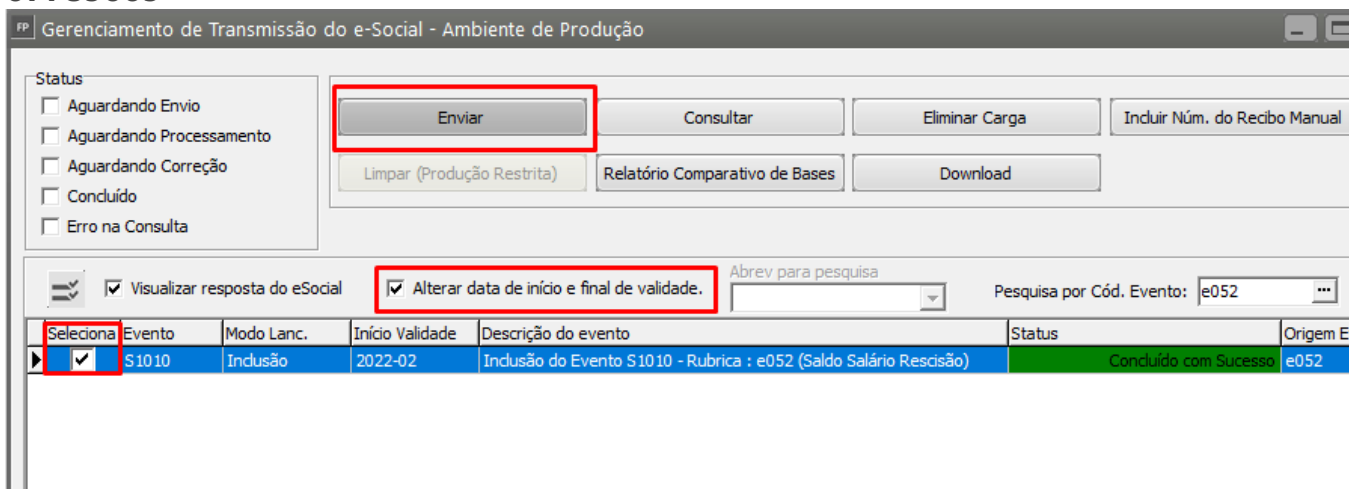 FP Gerenciamento de Transmissão do e-Social - Ambiente de Produção
Status
Aguardando Envio
Aguardando Processamento
Aguardando Correção
Concluído
Erro na Consulta
Enviar
Consultar
Eliminar Carga
Incluir Núm. do Recibo Manual
Limpar (Produção Restrita)
Relatório Comparativo de Bases
Download
Visualizar resposta do eSocial
Alterar data de início e final de validade.
Abrev para pesquisa
Pesquisa por Cód. Evento: e052 ...
Seleciona Evento Modo Lanc. Início Validade Descrição do evento Status Origem E
S1010 Inclusão 2022-02 Inclusão do Evento S1010 - Rubrica : e052 (Saldo Salário Rescisão) Concluído com Sucesso e052